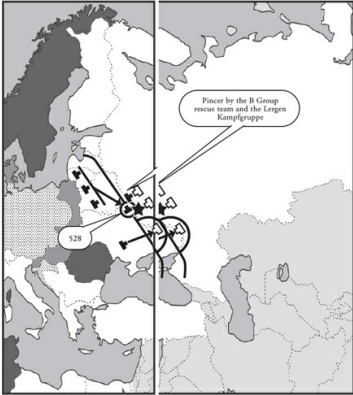 Pincer by the B Group
rescue team and the Lergen
Kampfgruppe
528